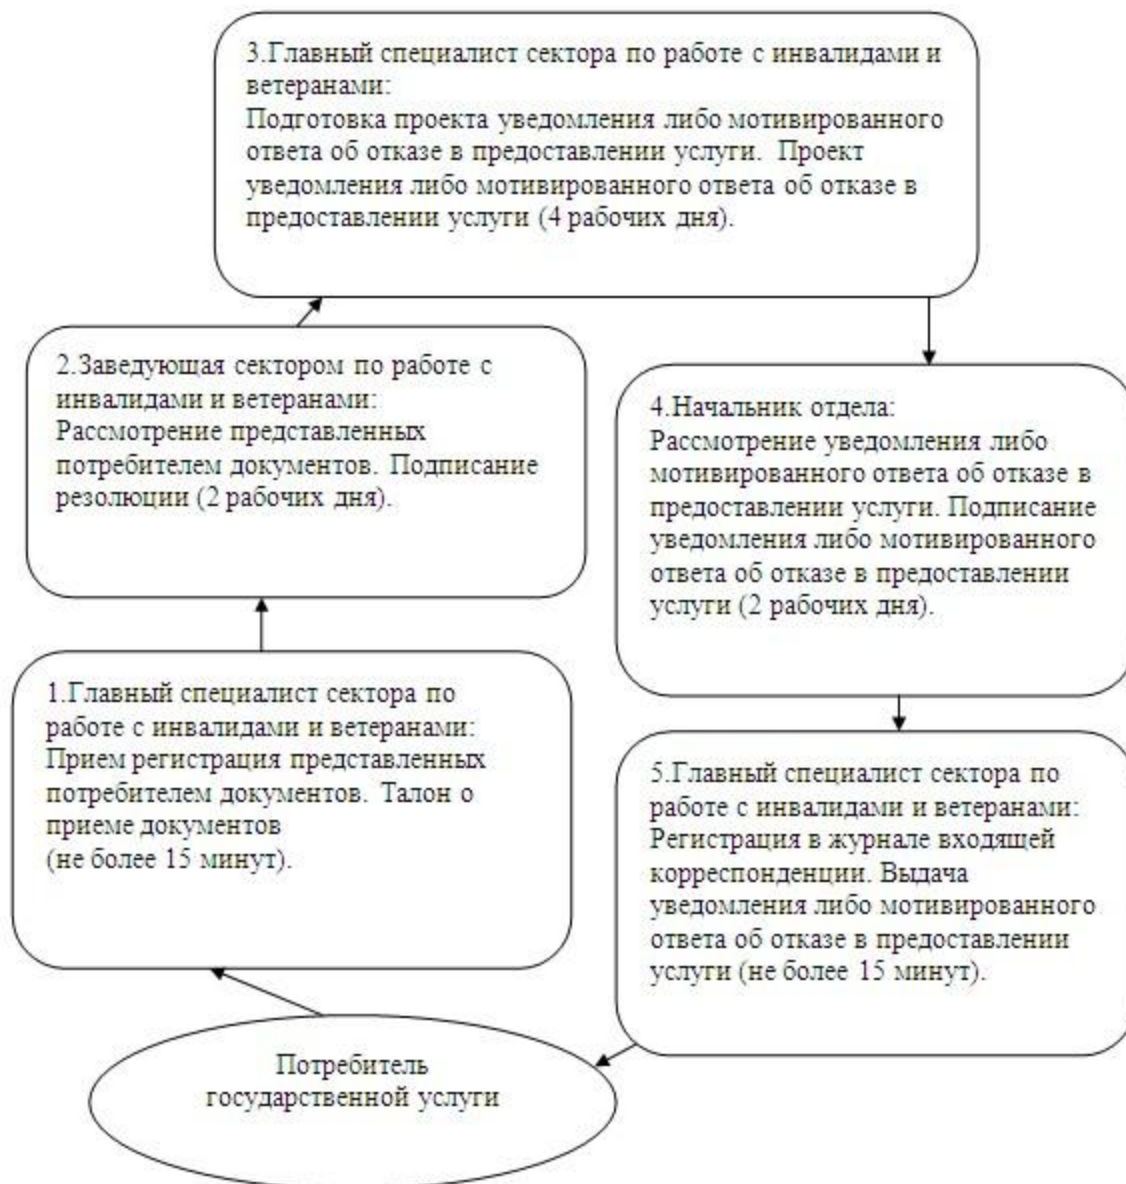 3.Главный специалист сектора по работе с инвалидами и
ветеранами:
Подготовка проекта уведомления либо мотивированного
ответа об отказе в предоставлении услуги. Проект
уведомления либо мотивированного ответа об отказе в
предоставлении услуги (4 рабочих дня).
2.Заведующая сектором по работе с
инвалидами и ветеранами:
Рассмотрение представленных
потребителем документов. Подписание
резолюции (2 рабочих дня).
4.Начальник отдела:
Рассмотрение уведомления либо
мотивированного ответа об отказе в
предоставлении услуги. Подписание
уведомления либо мотивированного
ответа об отказе в предоставлении
услуги (2 рабочих дня).
1.Главный специалист сектора по
работе с инвалидами и ветеранами:
Прием регистрация представленных
потребителем документов. Талон о
приеме документов
(не более 15 минут).
5.Главный специалист сектора по
работе с инвалидами и ветеранами:
Регистрация в журнале входящей
корреспонденции. Выдача
уведомления либо мотивированного
ответа об отказе в предоставлении
услуги (не более 15 минут).
Потребитель
государственной услуги